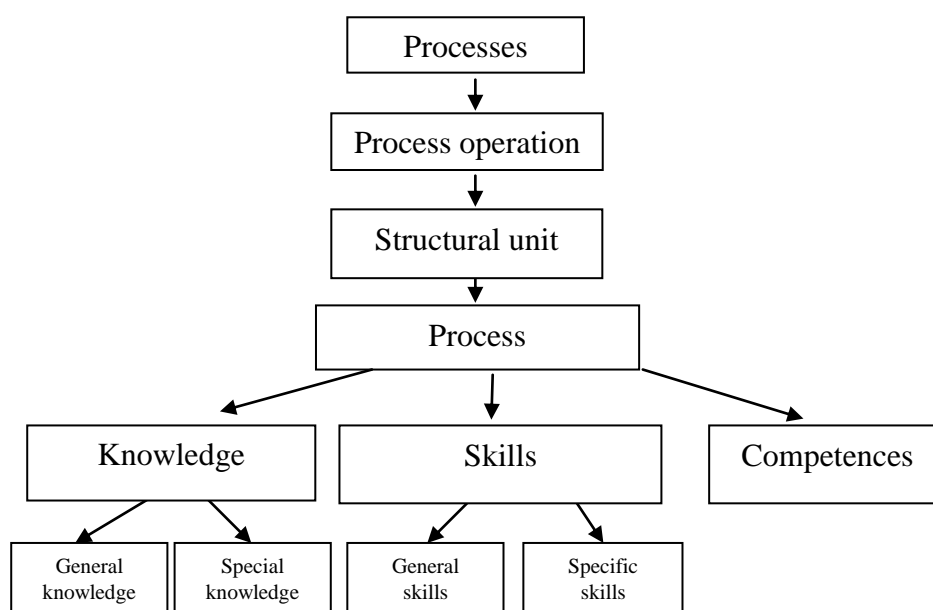 Processes
Process operation
Structural unit
Process
Knowledge
Skills
Competences
General
knowledge
Special
knowledge
General
skills
Specific
skills